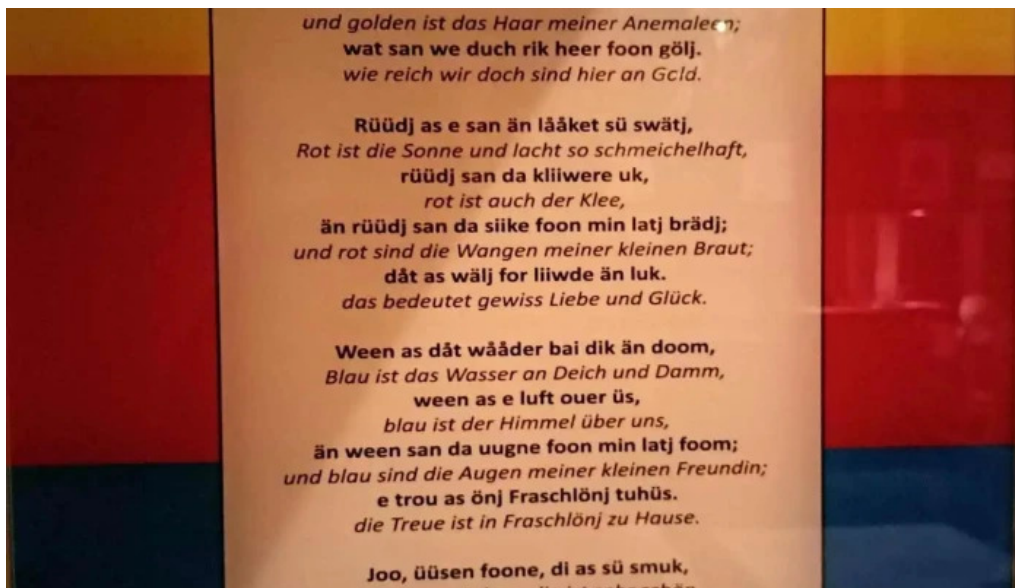 und golden ist das Haar meiner Anemaleen;
wat san we duch rik heer foon gölj.
wie reich wir doch sind hier an Geld.
Rüüdj as e san än lååket sü swätj,
Rot ist die Sonne und lacht so schmeichelhaft,
rüüdj san da kliiwere uk,
rot ist auch der Klee,
än rüüdj san da siike foon min latj brädj;
und rot sind die Wangen meiner kleinen Braut;
dåt as wälj for liiwde än luk.
das bedeutet gewiss Liebe und Glück.
Ween as dåt wååder bai dik än doom,
Blau ist das Wasser an Deich und Damm,
ween as e luft ouer üs,
blau ist der Himmel über uns,
än ween san da uugne foon min latj foom;
und blau sind die Augen meiner kleinen Freundin;
e trou as önj Fraschlönj tuhüs.
die Treue ist in Fraschlönj zu Hause.
Joo, üüsen foone, di as sü smuk,